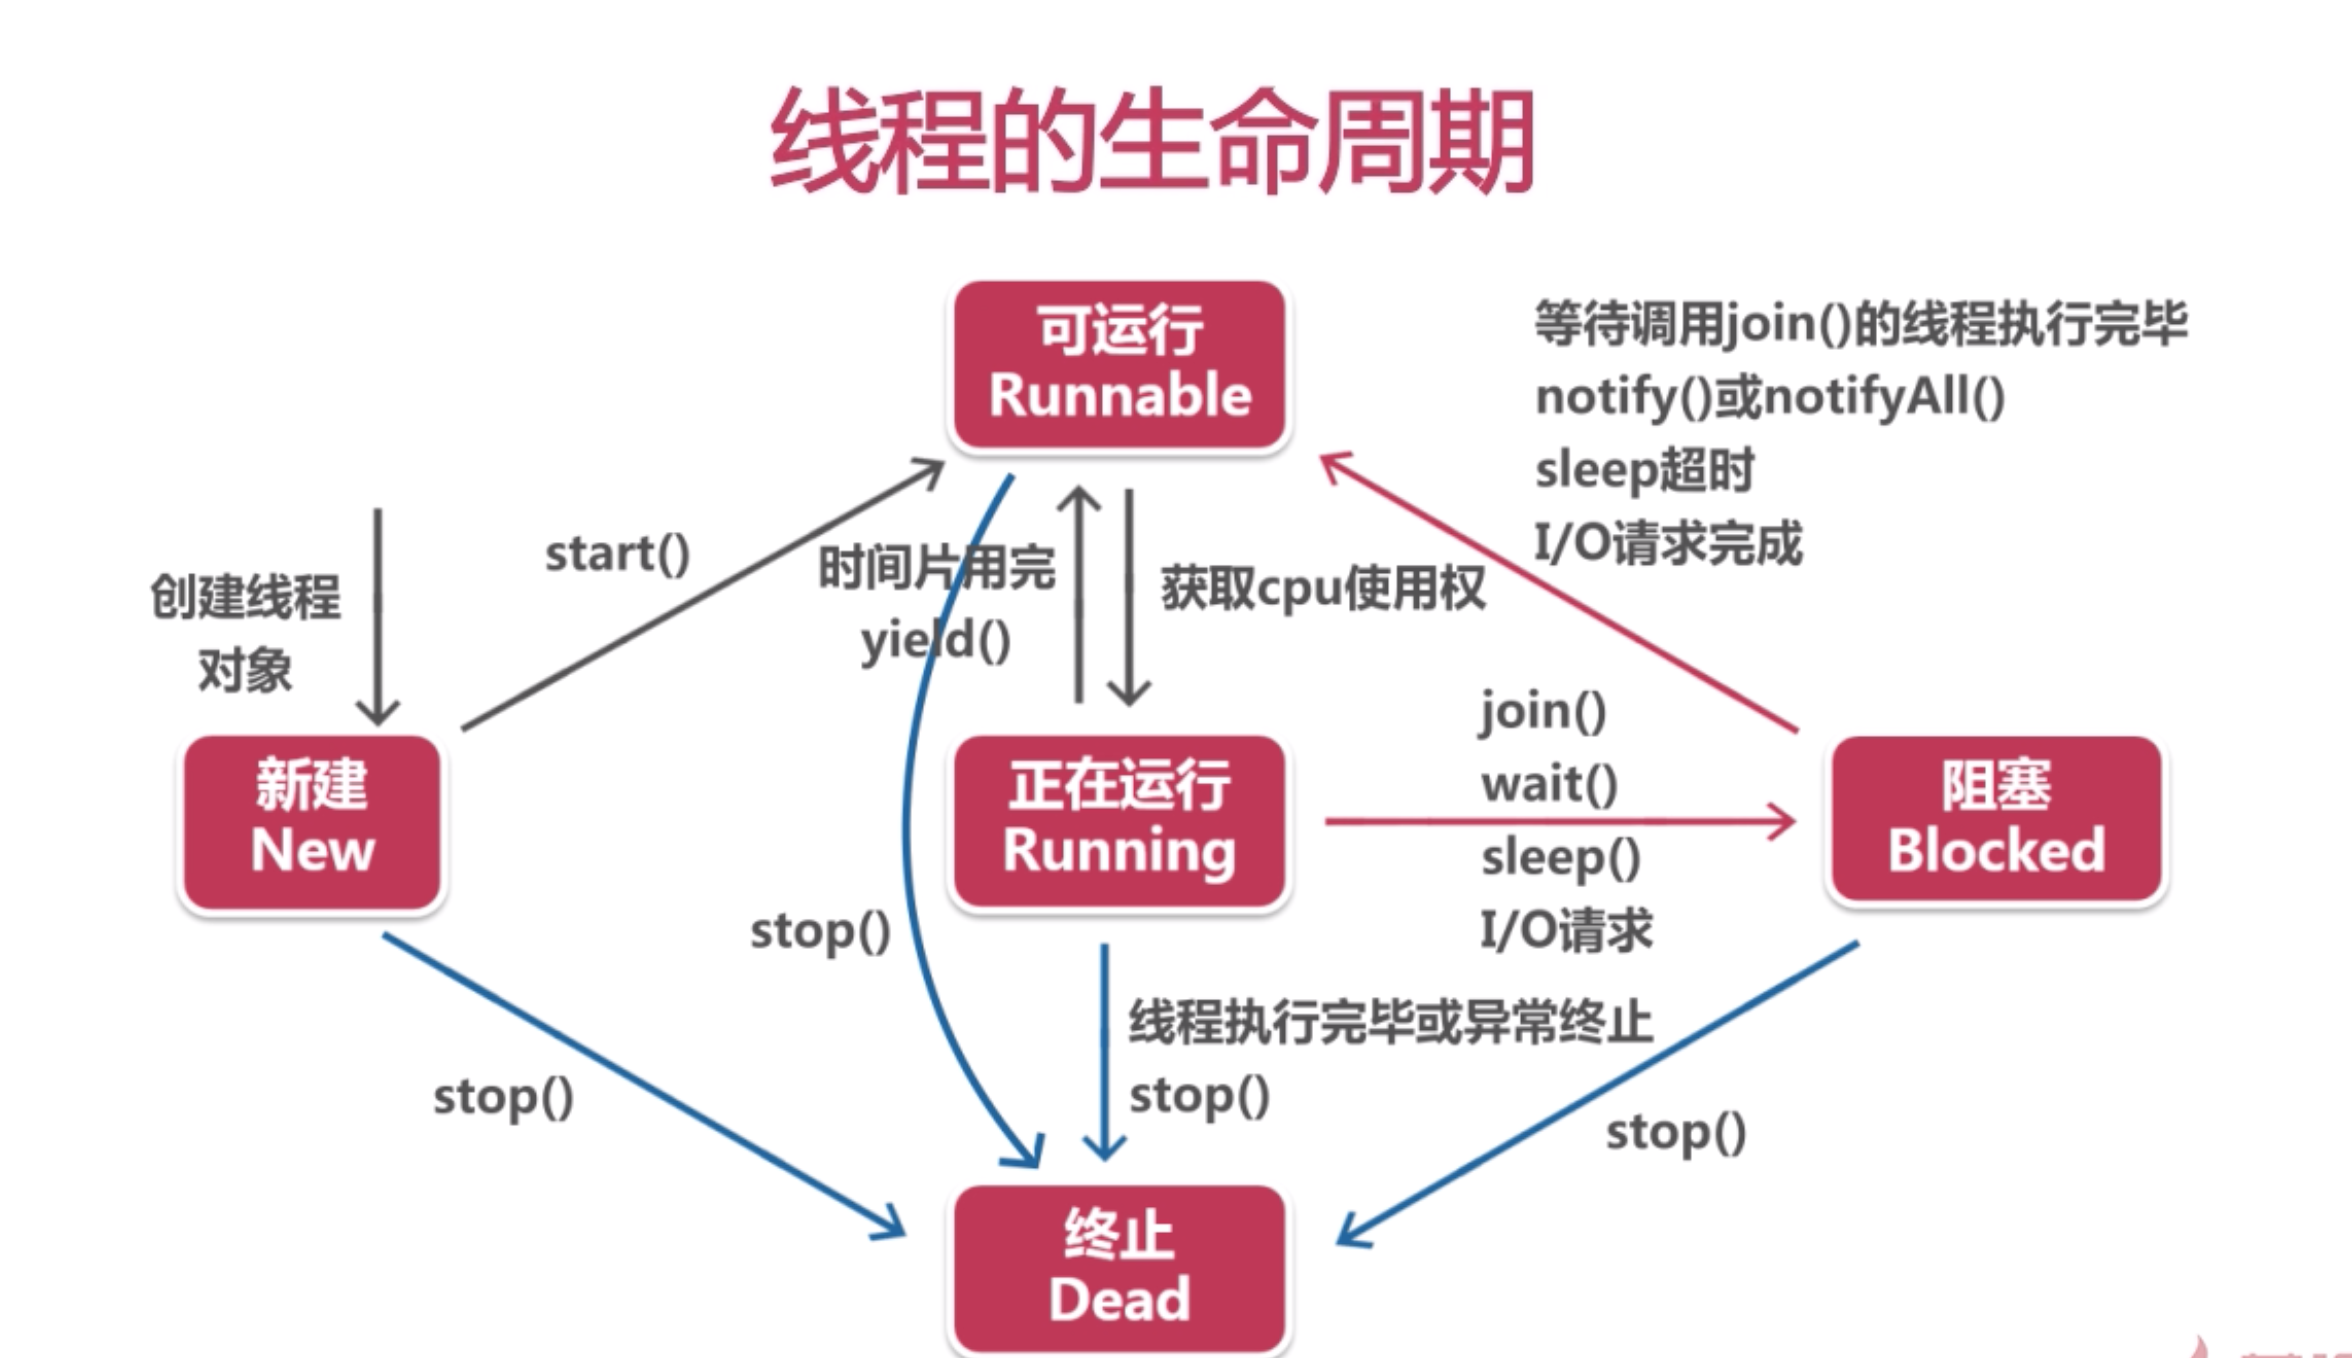 线程的生命周期
可运行
Runnable
等待调用join()的线程执行完毕
notify()或notifyAll()
sleep超时
I/O请求完成
start()
时间片用完
yield()
获取cpu使用权
创建线程
对象
新建
New
正在运行
Running
join()
wait()
sleep()
I/O请求
阻塞
Blocked
stop()
线程执行完毕或异常终止
stop()
stop()
stop()
终止
Dead